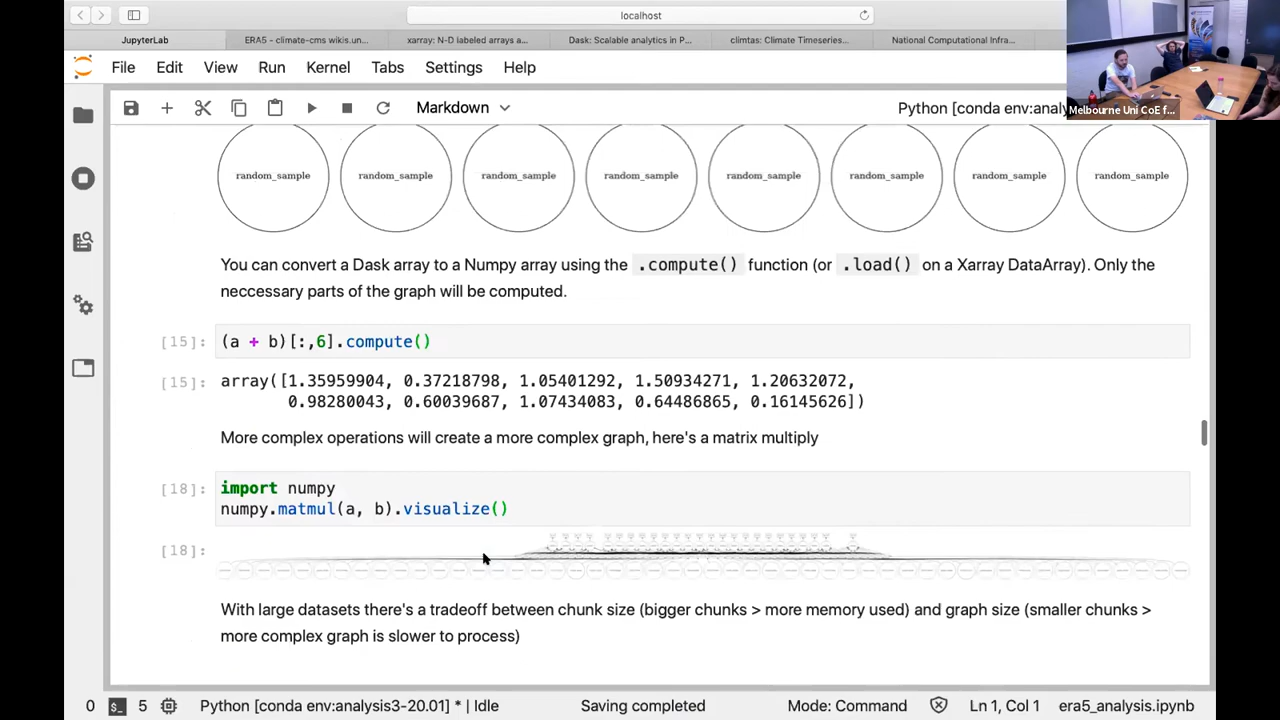 localhost
JupyterLab
ERA5 - climate-cms wikis.un...
xarray: N-D labeled arrays a...
Dask: Scalable analytics in P...
climtas: Climate Timeseries...
National Computational Infra...
File Edit View Run Kernel Tabs Settings Help
Markdown
Python [conda env:analy
Melbourne Uni CoE f...
random_sample random_sample random_sample random_sample random_sample random_sample random_sample random_sample
You can convert a Dask array to a Numpy array using the .compute() function (or .load() on a Xarray DataArray). Only the
neccessary parts of the graph will be computed.
[15]: (a + b)[:,6].compute()
[15]: array([1.35959904, 0.37218798, 1.05401292, 1.50934271, 1.20632072,
0.98280043, 0.60039687, 1.07434083, 0.64486865, 0.16145626])
More complex operations will create a more complex graph, here's a matrix multiply
[18]: import numpy
numpy.matmul(a, b).visualize()
[18]:
With large datasets there's a tradeoff between chunk size (bigger chunks > more memory used) and graph size (smaller chunks >
more complex graph is slower to process)
0 5 Python [conda env:analysis3-20.01] * | Idle Saving completed Mode: Command Ln 1, Col 1 era5_analysis.ipynb